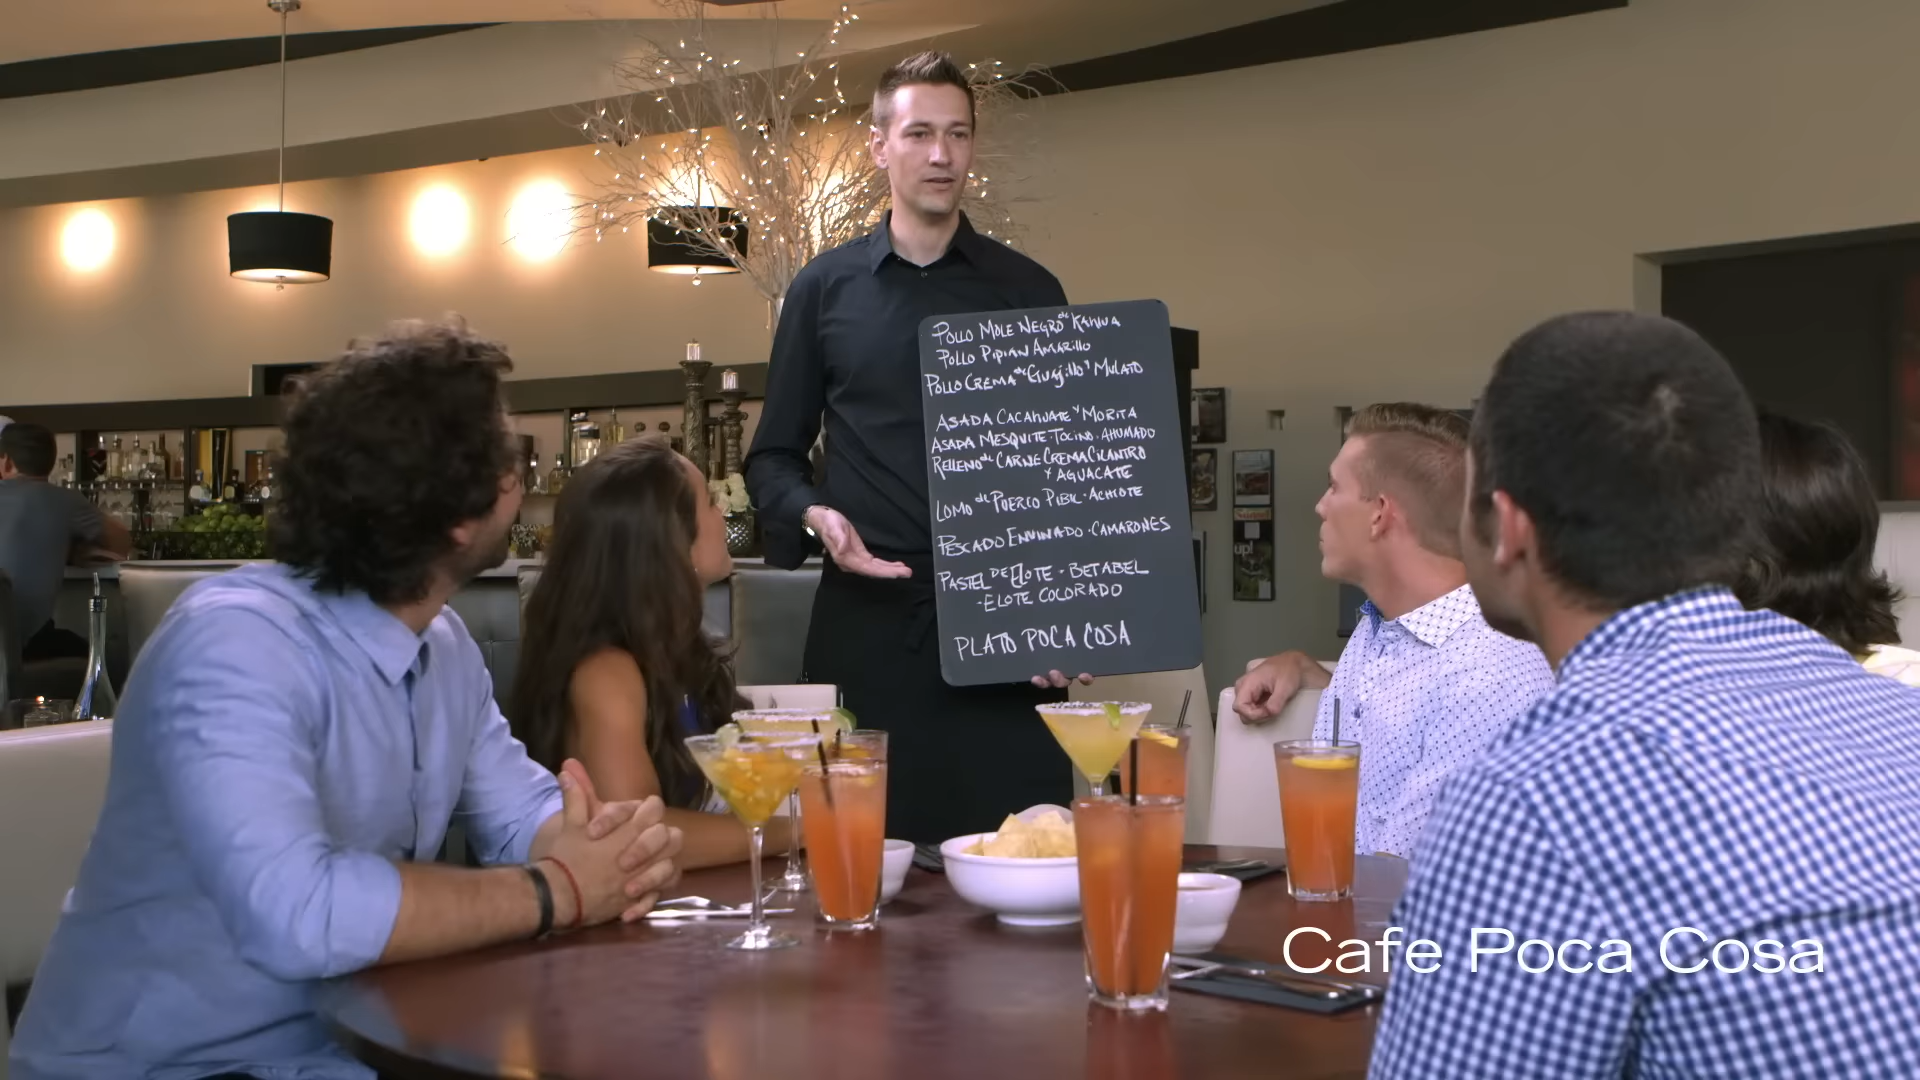 POLLO MOLE NEGRO de KAHLUA
POLLO PIPIAN AMARILLO
POLLO CREMA de Guajillo Y MULATO
ASADA CACAHUATE Y MORITA
ASADA MESQUITE · TOCINO · AHUMADO
RELLENO de CARNE CREMA CILANTRO
Y AGUACATE
LOMO de PUERCO PIBIL · ACHIOTE
PESCADO ENVINADO · CAMARONES
PASTEL DE ELOTE - BETABEL
· ELOTE COLORADO
PLATO POCA COSA
up!
Cafe Poca Cosa